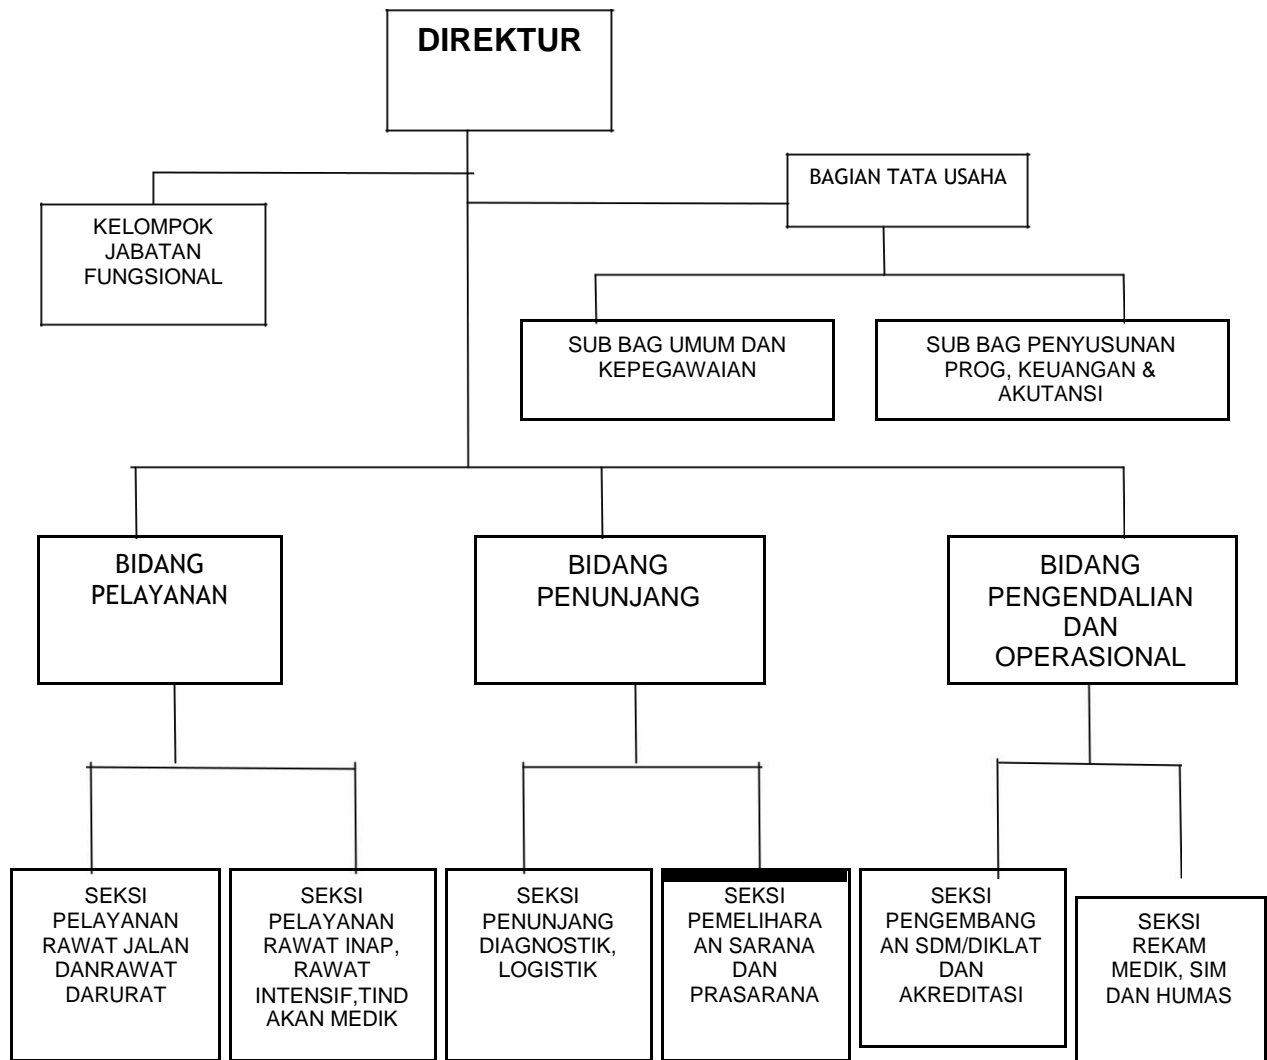 DIREKTUR
BAGIAN TATA USAHA
KELOMPOK
JABATAN
FUNGSIONAL
SUB BAG UMUM DAN
KEPEGAWAIAN
SUB BAG PENYUSUNAN
PROG, KEUANGAN &
AKUTANSI
BIDANG
PELAYANAN
BIDANG
PENUNJANG
BIDANG
PENGENDALIAN
DAN
OPERASIONAL
SEKSI
PELAYANAN
RAWAT JALAN
DANRAWAT
DARURAT
SEKSI
PELAYANAN
RAWAT INAP,
RAWAT
INTENSIF,TIND
AKAN MEDIK
SEKSI
PENUNJANG
DIAGNOSTIK,
LOGISTIK
SEKSI
PEMELIHARA
AN SARANA
DAN
PRASARANA
SEKSI
PENGEMBANG
AN SDM/DIKLAT
DAN
AKREDITASI
SEKSI
REKAM
MEDIK, SIM
DAN HUMAS